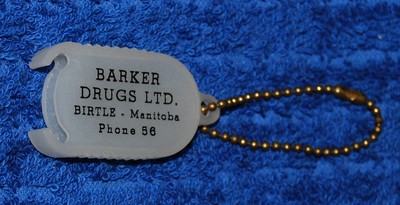 BARKER
DRUGS LTD.
BIRTLE - Manitoba
Phone 56